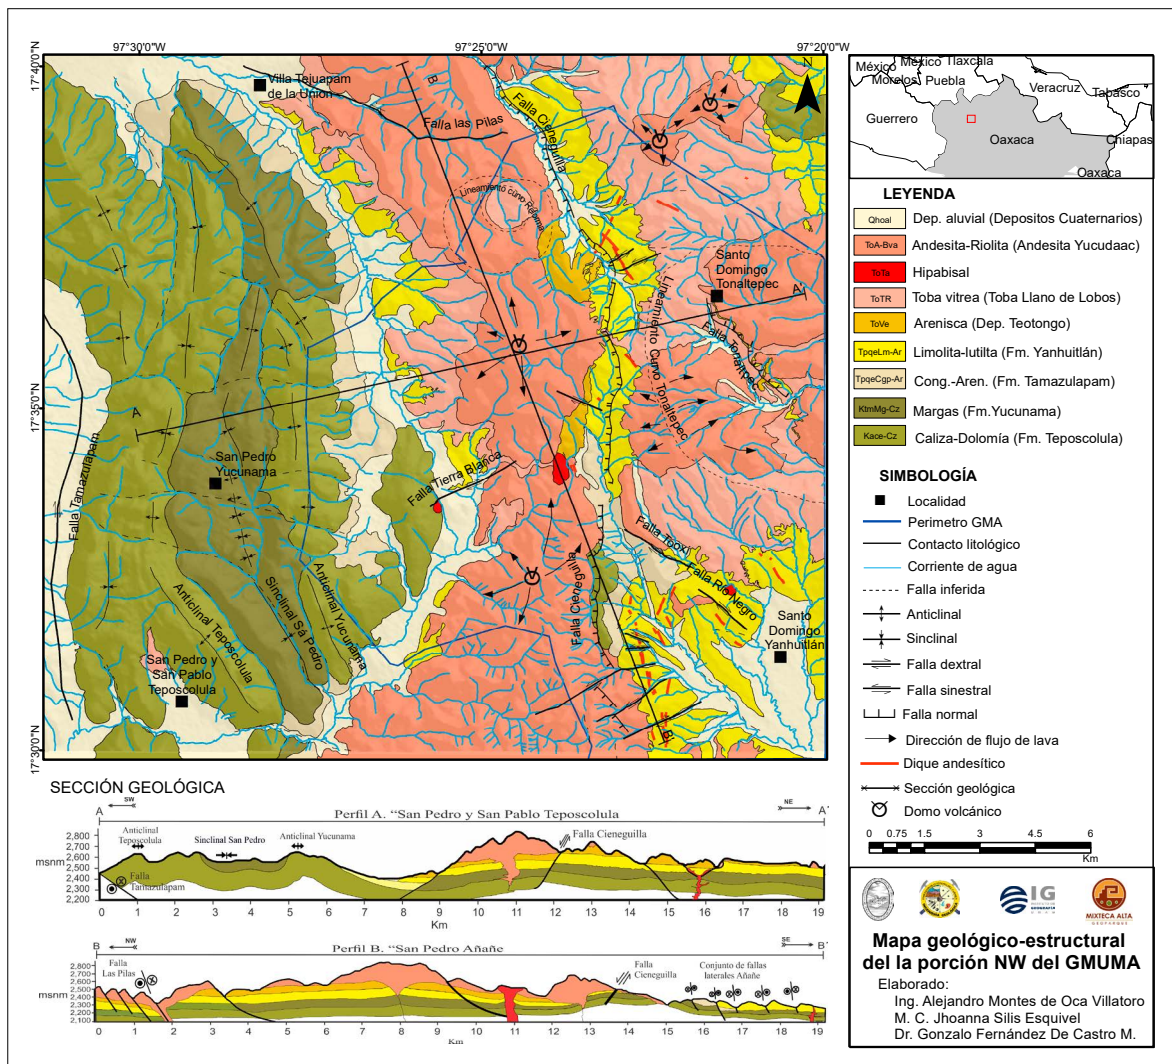 97°30'0"W
97°25'0"W
97°20'0"W
17°40'0"N
17°35'0"N
17°30'0"N
N
Villa Tejuapam
de la Union
Falla las Pilas
B
Falla Cieneguilla
Lineamiento curvo Reforma
Santo
Domingo
Tonaltepec
A'
Falla Tonaltepec
Lineamiento Curvo Tonaltepec
A
San Pedro
Yucunama
Falla Tamazulapam
Falla Tierra Blanca
Falla Cieneguilla
Falla Tooxi
Falla Río Negro
Santo
Domingo
Yanhuitlán
Anticlinal Teposcolula
Sinclinal Sá Pedro
Anticlinal Yucunama
San Pedro y
San Pablo
Teposcolula
B'
México
México
Tlaxcala
Morelos
Puebla
Veracruz
Tabasco
Guerrero
Oaxaca
Chiapas
Oaxaca
LEYENDA
Qhoal Dep. aluvial (Depositos Cuaternarios)
ToA-Bva Andesita-Riolita (Andesita Yucudaac)
ToTa Hipabisal
ToTR Toba vitrea (Toba Llano de Lobos)
ToVe Arenisca (Dep. Teotongo)
TpqeLm-Ar Limolita-lutilta (Fm. Yanhuitlán)
TpqeCgp-Ar Cong.-Aren. (Fm. Tamazulapam)
KtmMg-Cz Margas (Fm.Yucunama)
Kace-Cz Caliza-Dolomía (Fm. Teposcolula)
SIMBOLOGÍA
Localidad
Perimetro GMA
Contacto litológico
Corriente de agua
Falla inferida
Anticlinal
Sinclinal
Falla dextral
Falla sinestral
Falla normal
Dirección de flujo de lava
Dique andesítico
Sección geológica
Domo volcánico
0 0.75 1.5 3 4.5 6
Km
SECCIÓN GEOLÓGICA
A
SW
Perfil A. “San Pedro y San Pablo Teposcolula
NE
A'
Anticlinal
Teposcolula
Sinclinal San Pedro
Anticlinal Yucunama
Falla Cieneguilla
2,800
2,700
msnm
2,600
2,500
2,400
2,300
2,200
Falla
Tamazulapam
0 1 2 3 4 5 6 7 8 9 10 11 12 13 14 15 16 17 18 19
Km
B
NW
Perfil B. “San Pedro Añañe
SE
B'
Falla
Las Pilas
Falla
Cieneguilla
Conjunto de fallas
laterales Añañe
2.800
2,700
2,600
2,500
msnm
2,400
2,300
2,200
2,100
0 1 2 3 4 5 6 7 8 9 10 11 12 13 14 15 16 17 18 19
Km
IG
MIXTECA ALTA
GEOPARQUE
Mapa geológico-estructural
del la porción NW del GMUMA
Elaborado:
Ing. Alejandro Montes de Oca Villatoro
M. C. Jhoanna Silis Esquivel
Dr. Gonzalo Fernández De Castro M.